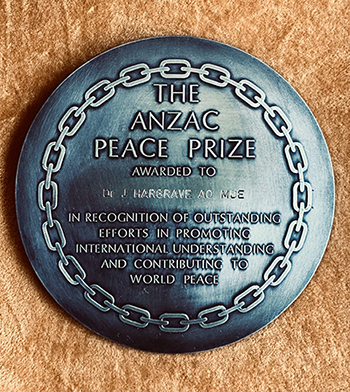 THE
ANZAC
PEACE PRIZE
AWARDED TO
Dr J HARGRAVE AO MJE
IN RECOGNITION OF OUTSTANDING
EFFORTS IN PROMOTING
INTERNATIONAL UNDERSTANDING
AND CONTRIBUTING TO
WORLD PEACE